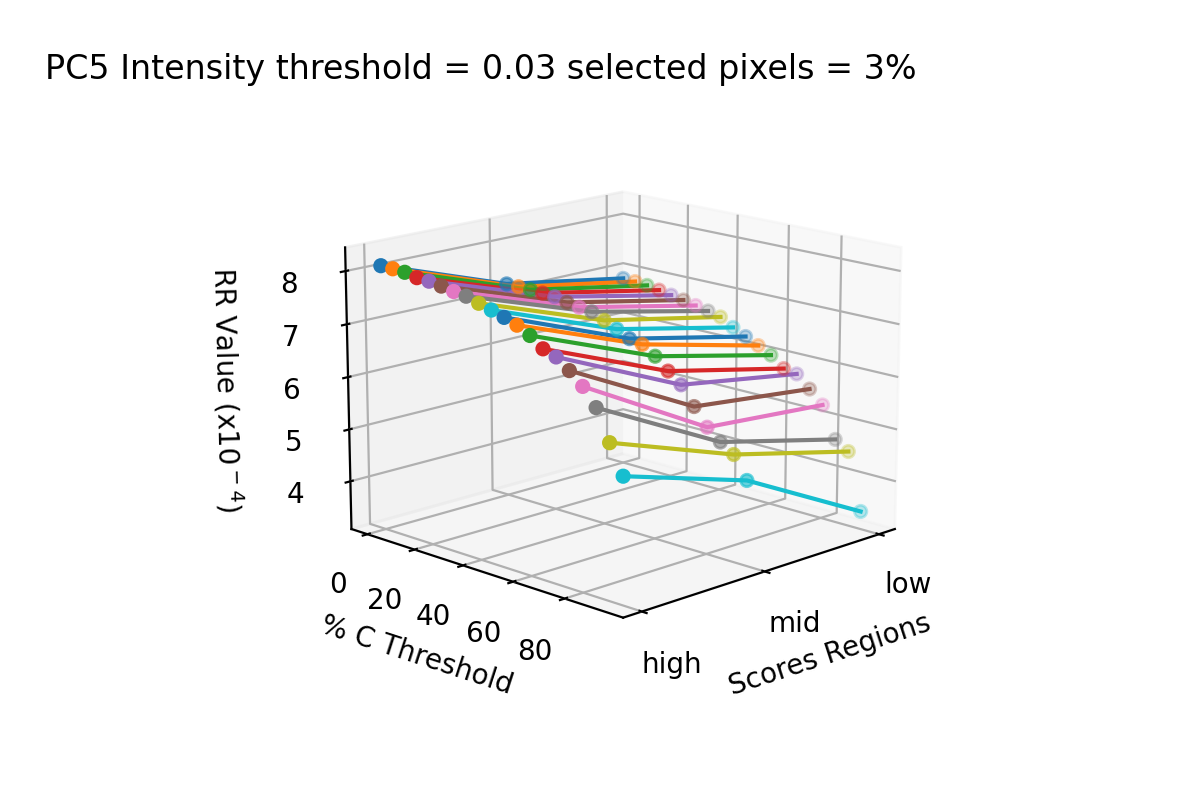 PC5 Intensity threshold = 0.03 selected pixels = 3%
8
7
6
5
4
RR Value (x10⁻⁴)
0
20
40
60
80
% C Threshold
high
mid
low
Scores Regions